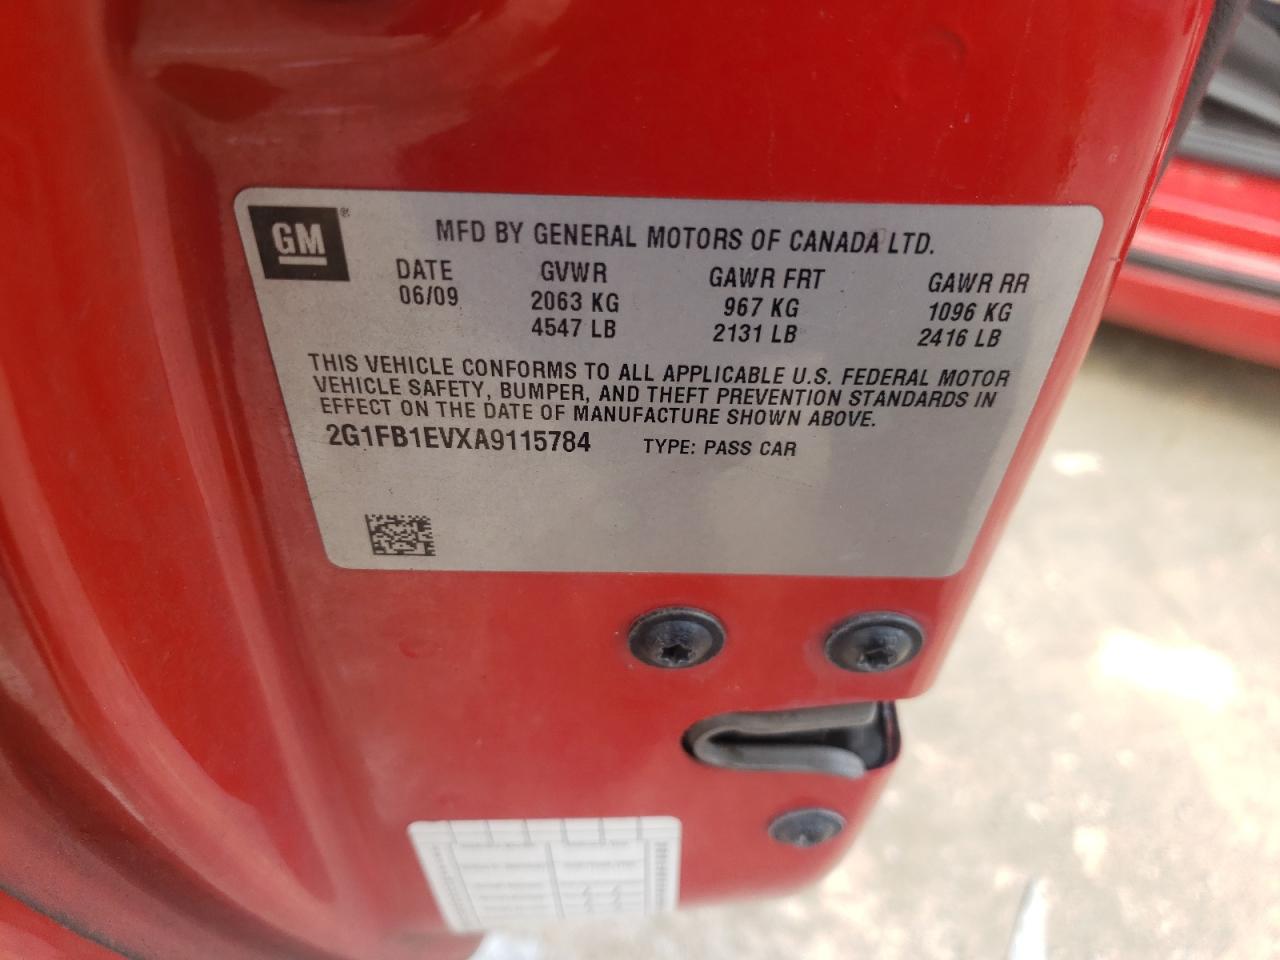 GM®
MFD BY GENERAL MOTORS OF CANADA LTD.
DATE GVWR GAWR FRT GAWR RR
06/09 2063 KG 967 KG 1096 KG
4547 LB 2131 LB 2416 LB
THIS VEHICLE CONFORMS TO ALL APPLICABLE U.S. FEDERAL MOTOR
VEHICLE SAFETY, BUMPER, AND THEFT PREVENTION STANDARDS IN
EFFECT ON THE DATE OF MANUFACTURE SHOWN ABOVE.
2G1FB1EVXA9115784 TYPE: PASS CAR